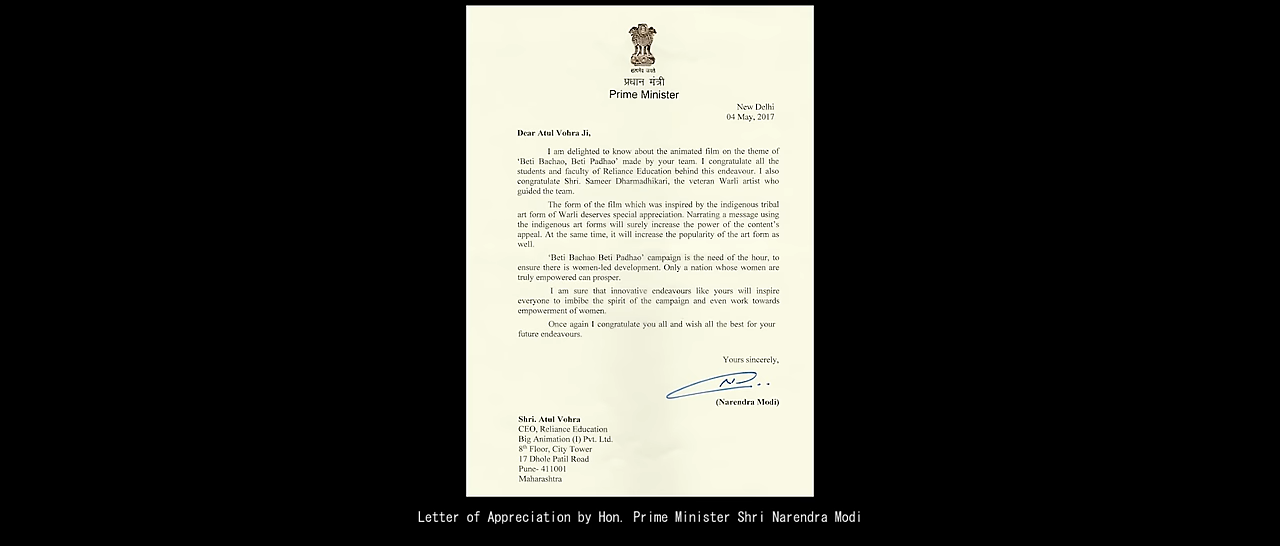 सत्यमेव जयते
प्रधान मंत्री
Prime Minister
New Delhi
04 May, 2017
Dear Atul Vohra Ji,
I am delighted to know about the animated film on the theme of
‘Beti Bachao, Beti Padhao’ made by your team. I congratulate all the
students and faculty of Reliance Education behind this endeavour. I also
congratulate Shri. Sameer Dharmadhikari, the veteran Warli artist who
guided the team.
The form of the film which was inspired by the indigenous tribal
art form of Warli deserves special appreciation. Narrating a message using
the indigenous art forms will surely increase the power of the content’s
appeal. At the same time, it will increase the popularity of the art form as
well.
‘Beti Bachao Beti Padhao’ campaign is the need of the hour, to
ensure there is women-led development. Only a nation whose women are
truly empowered can prosper.
I am sure that innovative endeavours like yours will inspire
everyone to imbibe the spirit of the campaign and even work towards
empowerment of women.
Once again I congratulate you all and wish all the best for your
future endeavours.
Yours sincerely,
(Narendra Modi)
Shri. Atul Vohra
CEO, Reliance Education
Big Animation (I) Pvt. Ltd.
8th Floor, City Tower
17 Dhole Patil Road
Pune- 411001
Maharashtra
Letter of Appreciation by Hon. Prime Minister Shri Narendra Modi